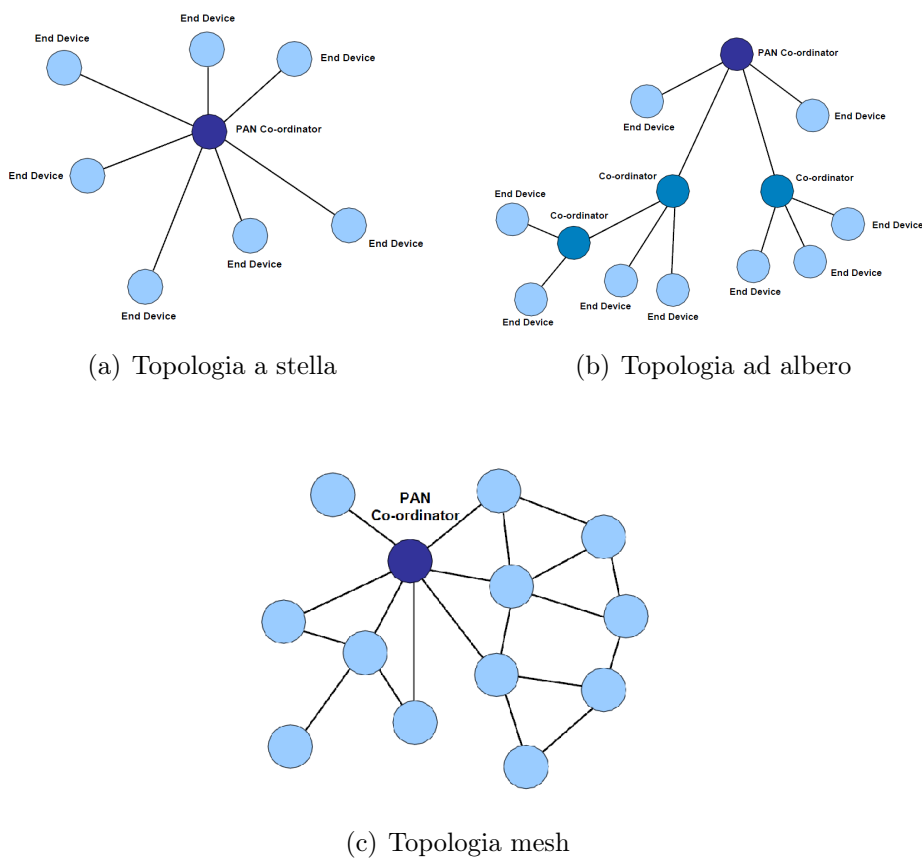 End Device
End Device
End Device
PAN Co-ordinator
End Device
End Device
End Device
End Device
(a) Topologia a stella
PAN Co-ordinator
End Device
End Device
Co-ordinator
Co-ordinator
End Device
Co-ordinator
End Device
End Device
End Device
End Device
End Device
End Device
End Device
(b) Topologia ad albero
PAN
Co-ordinator
(c) Topologia mesh